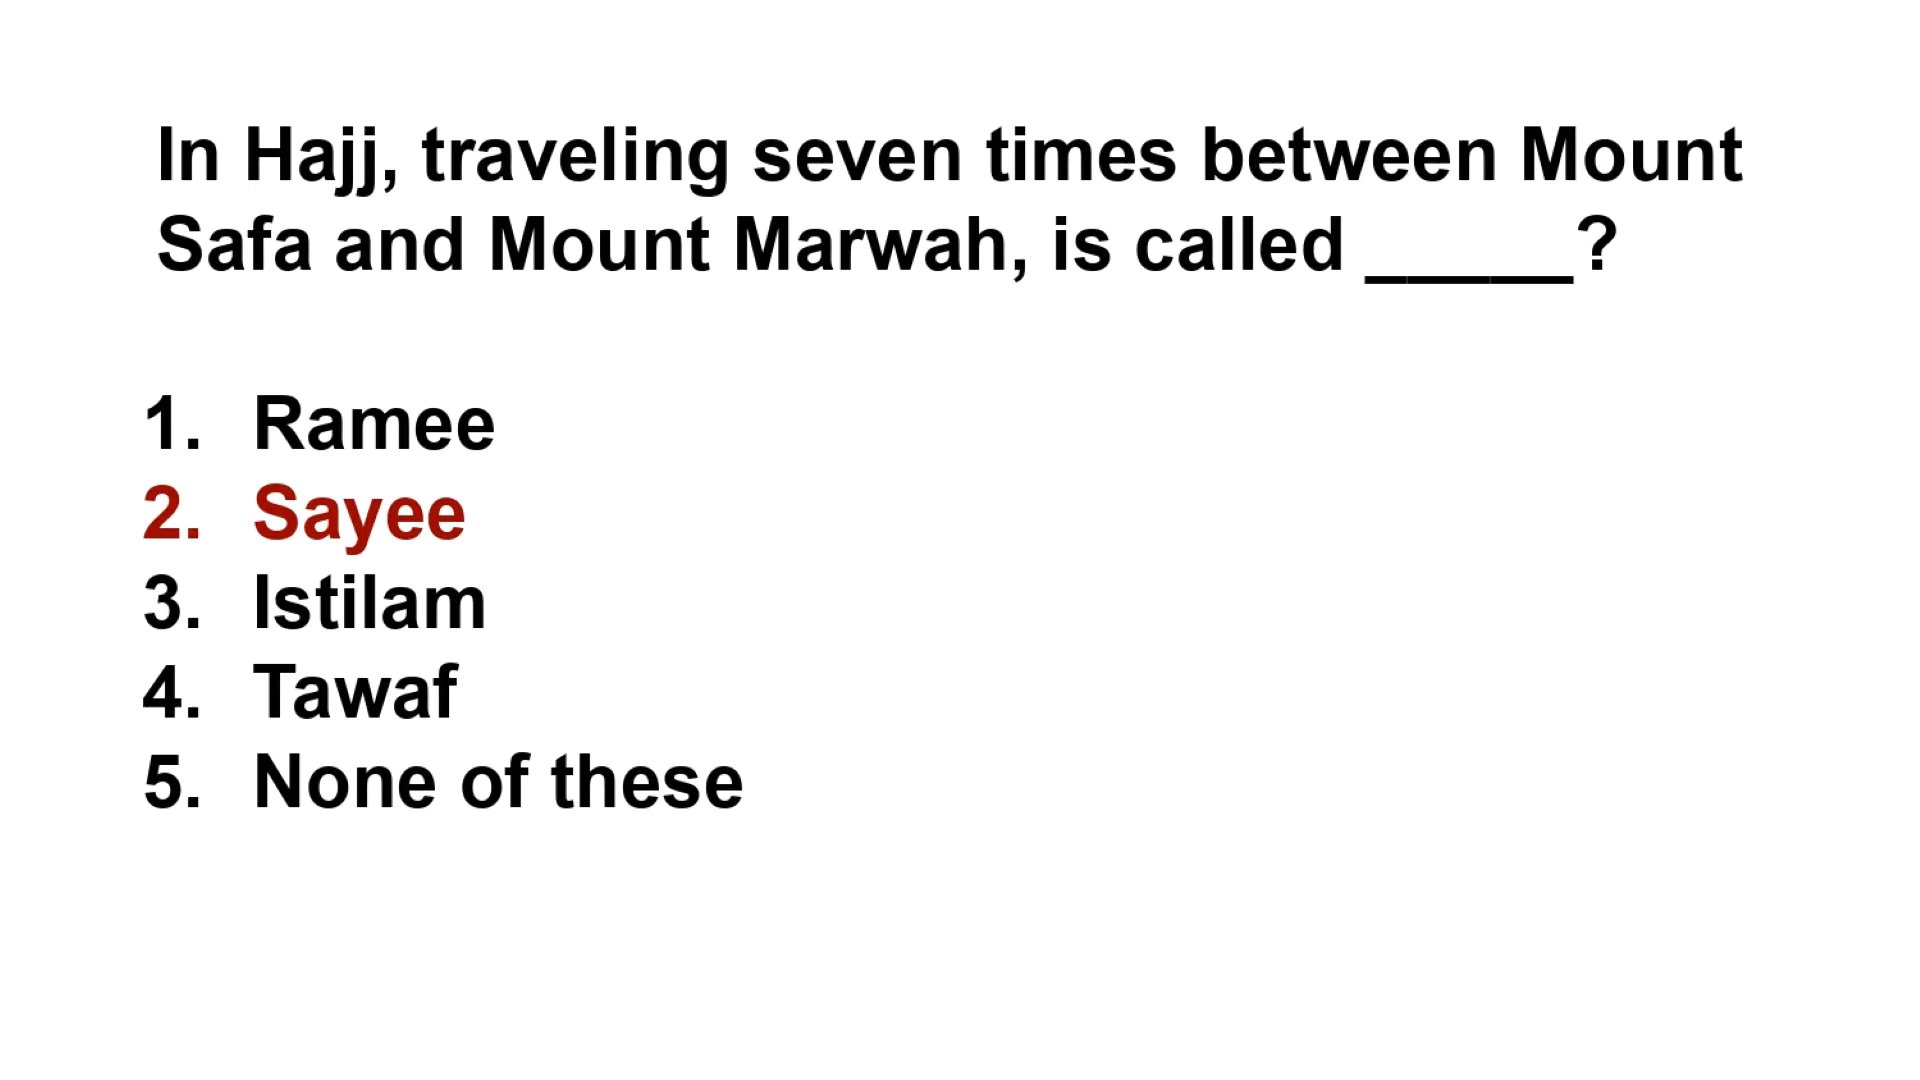 In Hajj, traveling seven times between Mount
Safa and Mount Marwah, is called _____?
1. Ramee
2. Sayee
3. Istilam
4. Tawaf
5. None of these